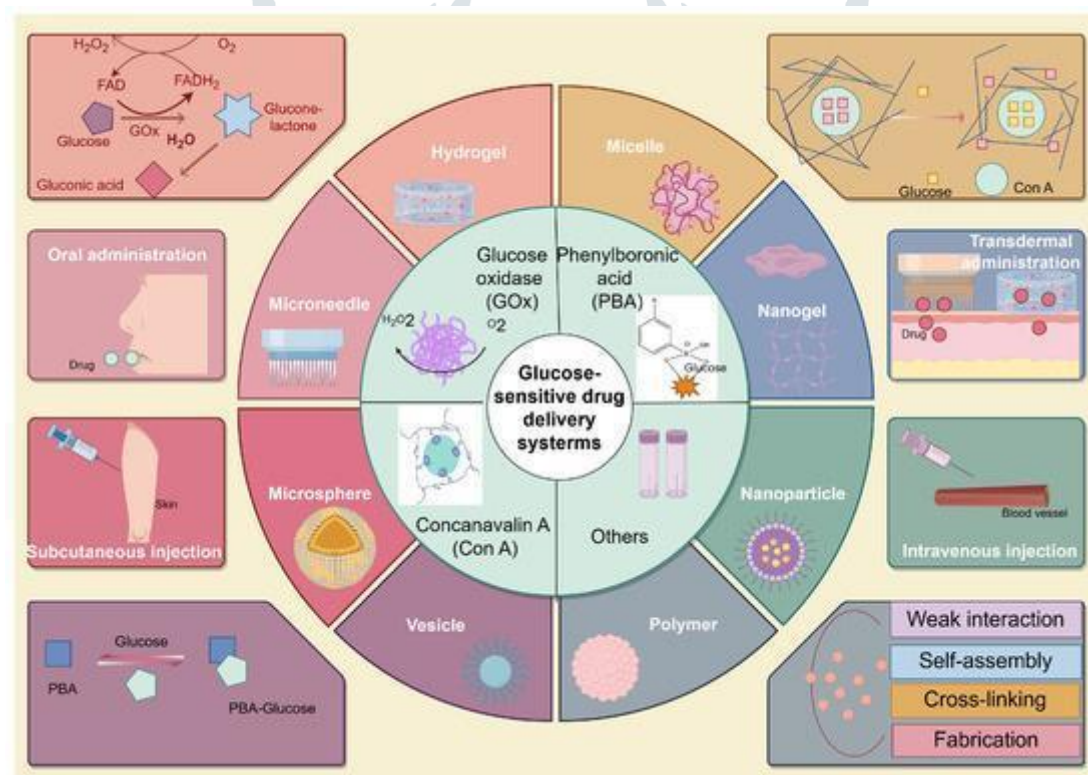 H2O2
O2
FAD
FADH2
Glucose
GOx
H2O
Glucone-
lactone
Gluconic acid
Glucose
Con A
Oral administration
Drug
Transdermal
administration
Drug
Skin
Subcutaneous injection
Blood vessel
Intravenous injection
Glucose
PBA
PBA-Glucose
Weak interaction
Self-assembly
Cross-linking
Fabrication
Hydrogel
Micelle
Microneedle
Nanogel
Microsphere
Nanoparticle
Vesicle
Polymer
Glucose
oxidase
(GOx)
H2O2
O2
Phenylboronic
acid
(PBA)
Glucose
Glucose-
sensitive drug
delivery
systerms
Concanavalin A
(Con A)
Others